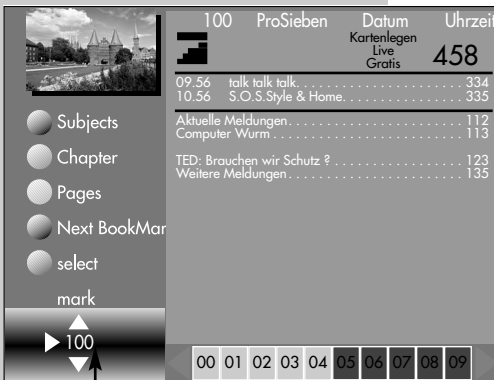 100 ProSieben Datum Uhrzeit
Kartenlegen
Live
Gratis
458
09.56 talk talk talk. . . . . . . . . . . . . . . . . . . . . . . 334
10.56 S.O.S.Style & Home. . . . . . . . . . . . . . . . . 335
Aktuelle Meldungen. . . . . . . . . . . . . . . . . . . . . . . 112
Computer Wurm . . . . . . . . . . . . . . . . . . . . . . . . . 113
TED: Brauchen wir Schutz ? . . . . . . . . . . . . . . . . . 123
Weitere Meldungen. . . . . . . . . . . . . . . . . . . . . . . 135
Subjects
Chapter
Pages
Next BookMar
select
mark
100
00 01 02 03 04 05 06 07 08 09